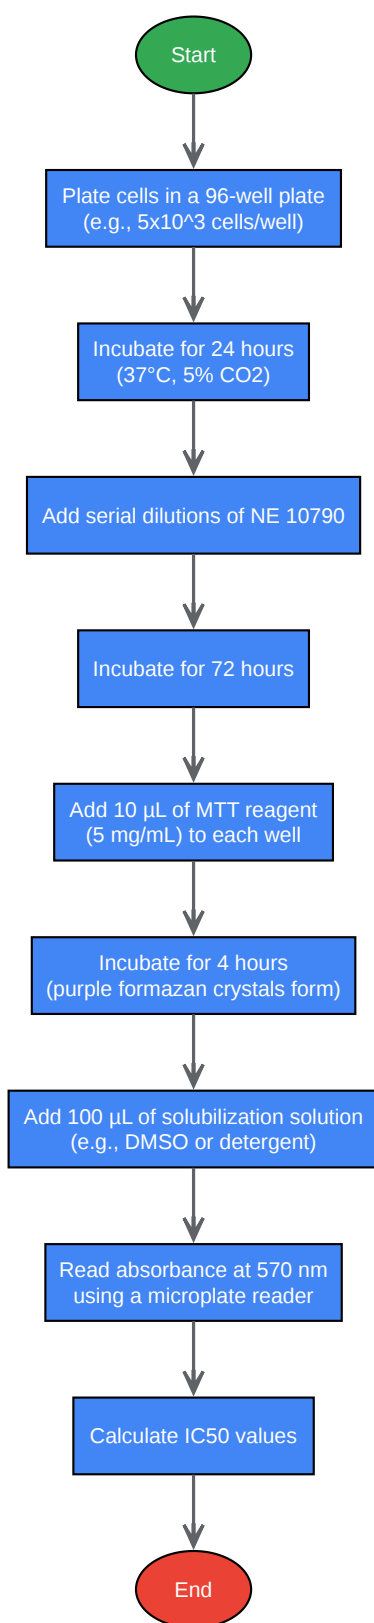 Start
Plate cells in a 96-well plate
(e.g., 5x10^3 cells/well)
Incubate for 24 hours
(37°C, 5% CO2)
Add serial dilutions of NE 10790
Incubate for 72 hours
Add 10 µL of MTT reagent
(5 mg/mL) to each well
Incubate for 4 hours
(purple formazan crystals form)
Add 100 µL of solubilization solution
(e.g., DMSO or detergent)
Read absorbance at 570 nm
using a microplate reader
Calculate IC50 values
End